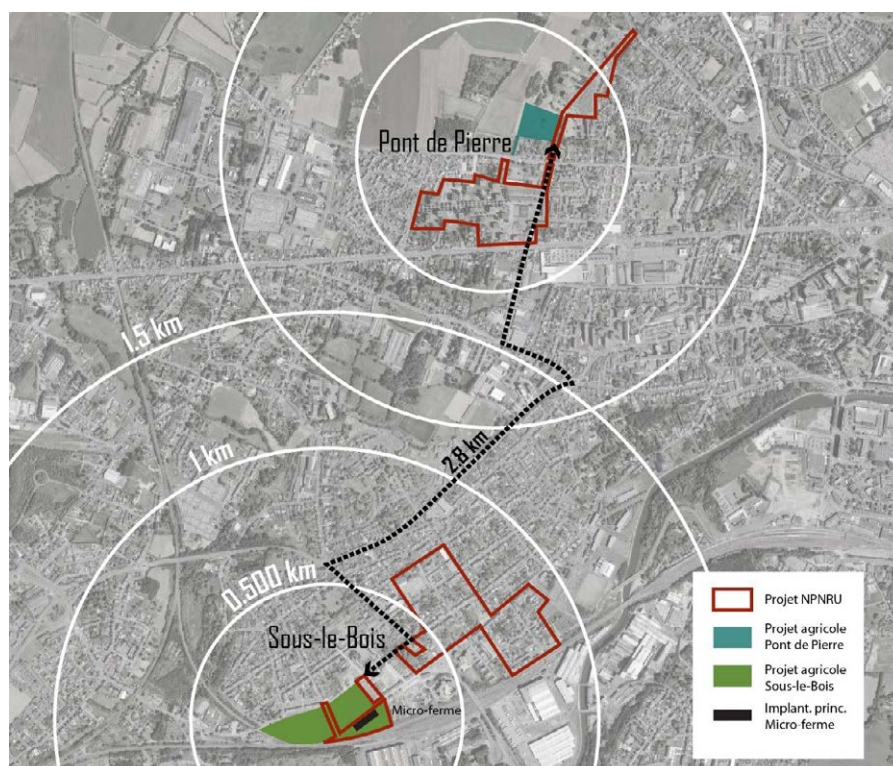 Pont de Pierre
1.5 km
2.8 km
1 km
0.500 km
Sous-le-Bois
Micro-ferme
Projet NPNRU
Projet agricole
Pont de Pierre
Projet agricole
Sous-le-Bois
Implant. princ.
Micro-ferme